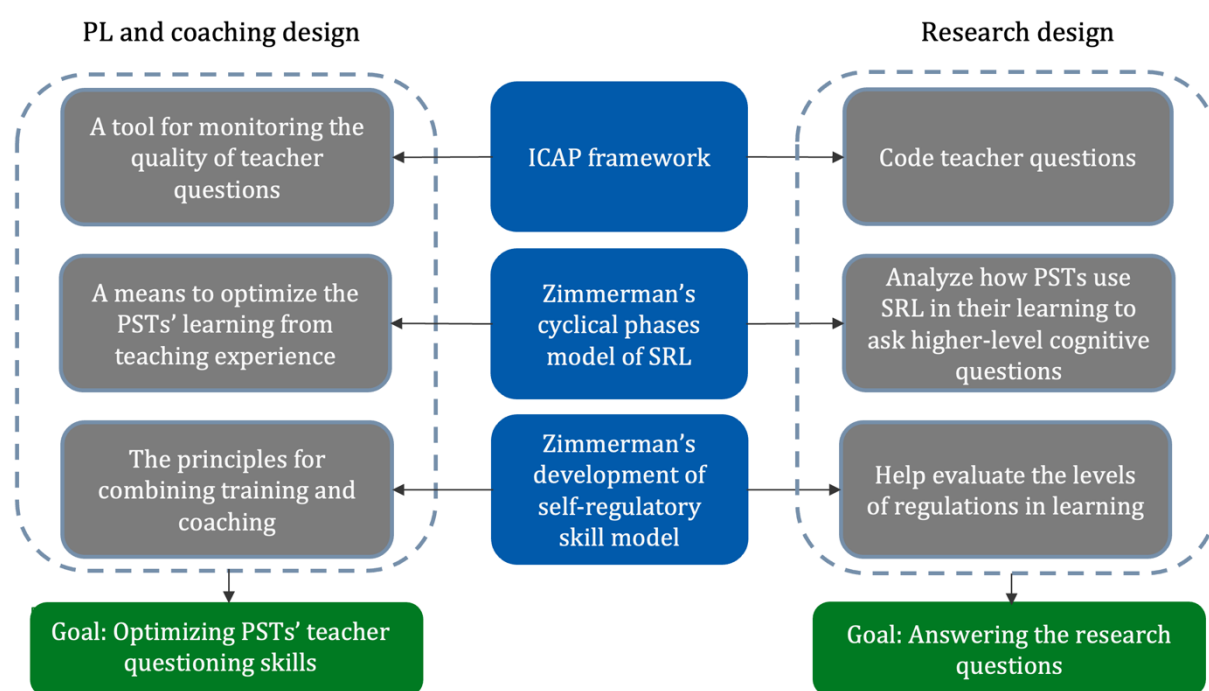 PL and coaching design
Research design
A tool for monitoring the
quality of teacher
questions
ICAP framework
Code teacher questions
A means to optimize the
PSTs’ learning from
teaching experience
Zimmerman’s
cyclical phases
model of SRL
Analyze how PSTs use
SRL in their learning to
ask higher-level cognitive
questions
The principles for
combining training and
coaching
Zimmerman’s
development of
self-regulatory
skill model
Help evaluate the levels
of regulations in learning
Goal: Optimizing PSTs’ teacher
questioning skills
Goal: Answering the research
questions